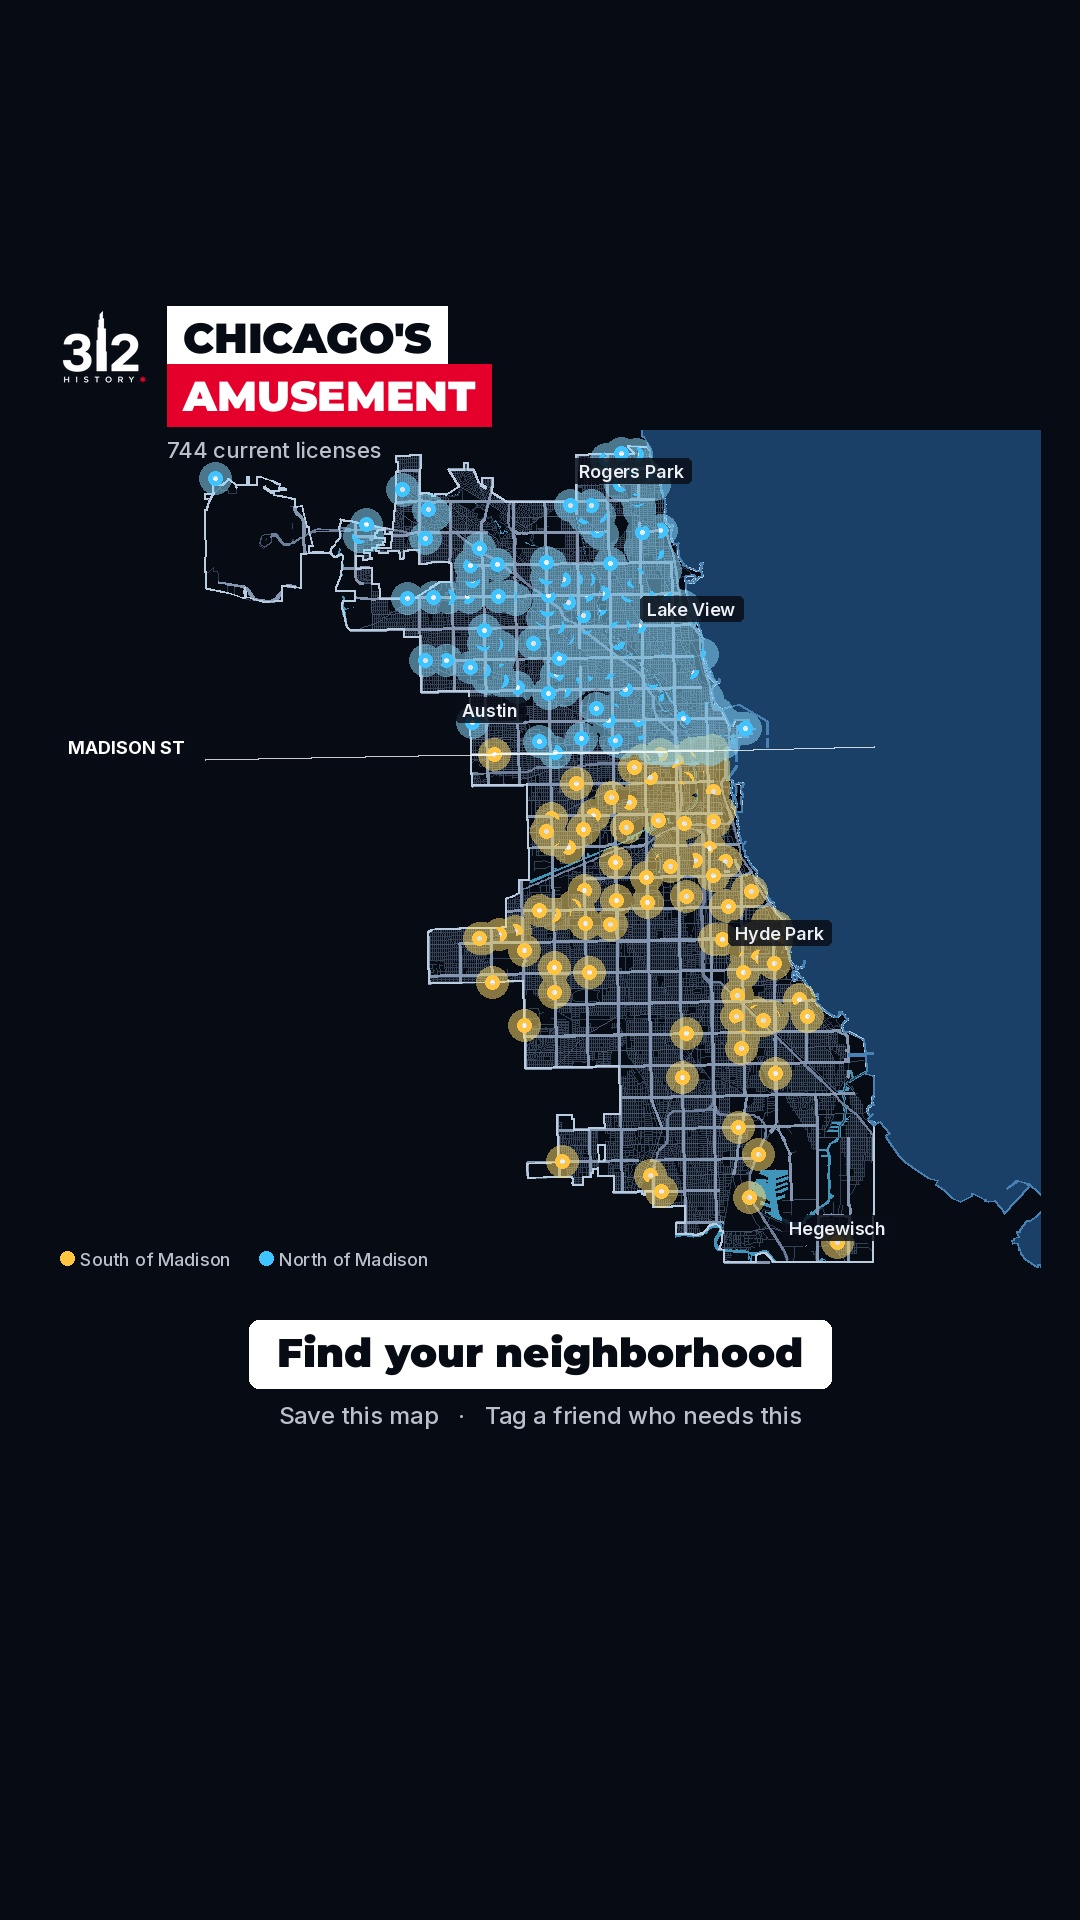 312
HISTORY*
CHICAGO'S
AMUSEMENT
744 current licenses
Rogers Park
Lake View
Austin
MADISON ST
Hyde Park
Hegewisch
South of Madison
North of Madison
Find your neighborhood
Save this map · Tag a friend who needs this